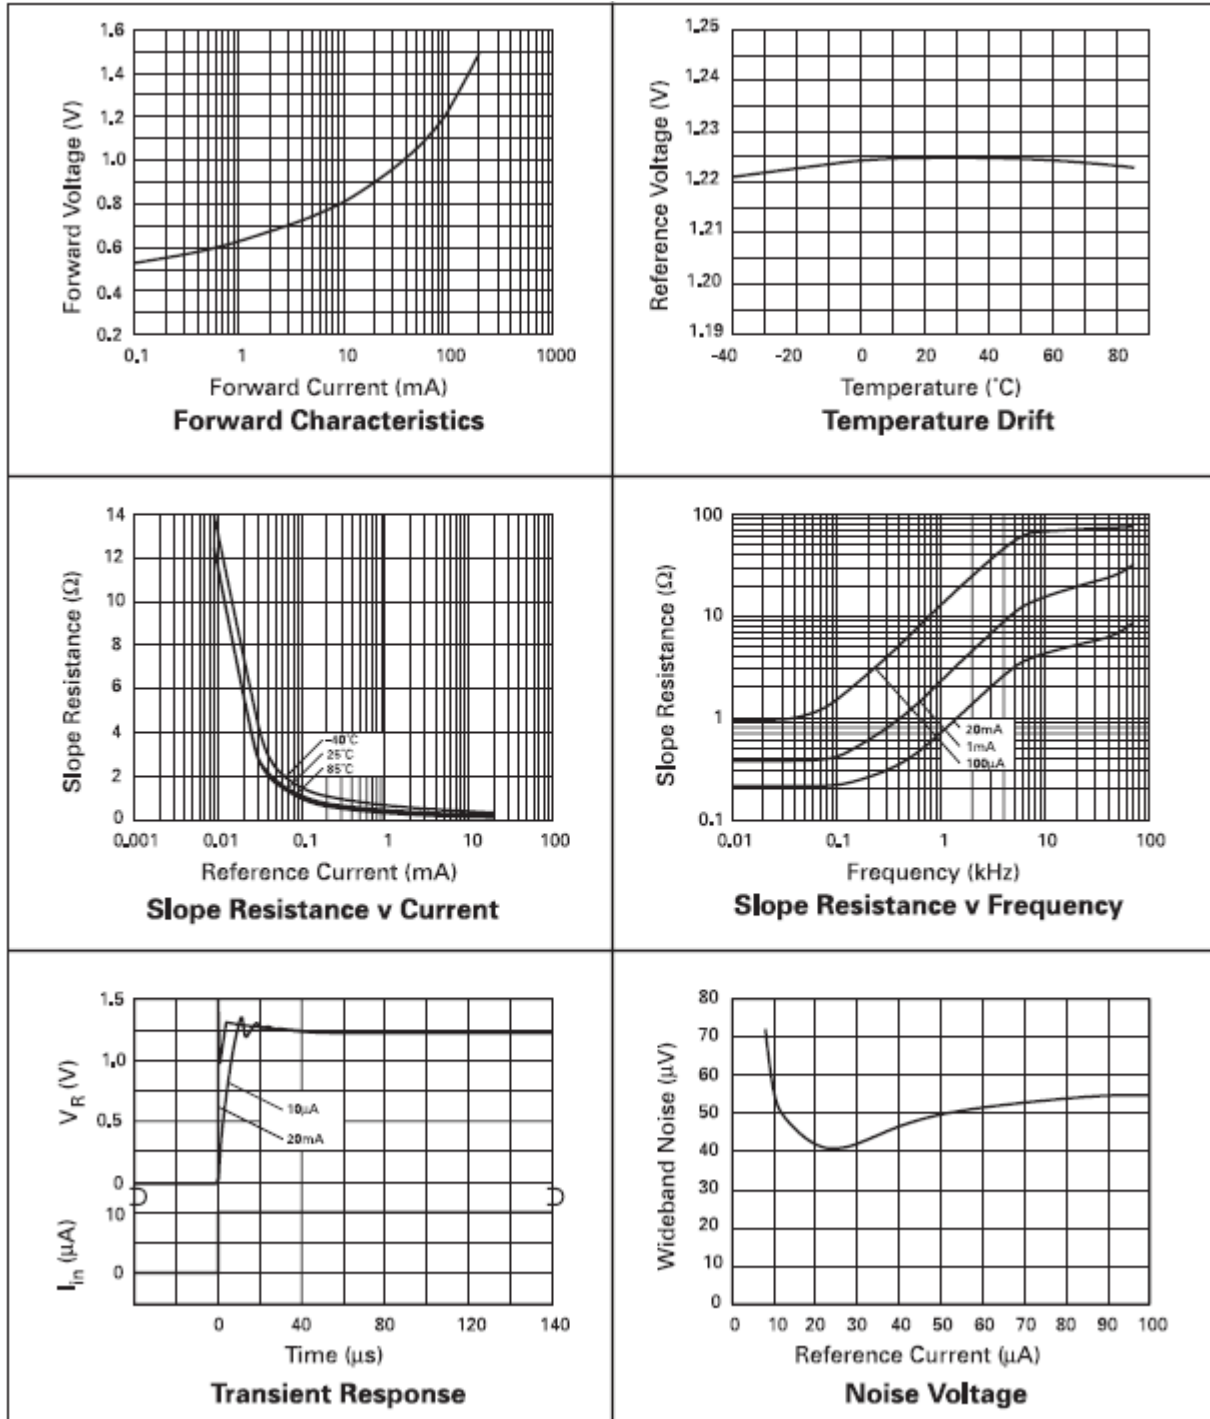 1.6
1.4
1.2
1.0
0.8
0.6
0.4
0.2
Forward Voltage (V)
0.1 1 10 100 1000
Forward Current (mA)
Forward Characteristics
1.25
1.24
1.23
1.22
1.21
1.20
1.19
Reference Voltage (V)
-40 -20 0 20 40 60 80
Temperature (˚C)
Temperature Drift
14
12
10
8
6
4
2
0
Slope Resistance (Ω)
-40˚C
25˚C
85˚C
0.001 0.01 0.1 1 10 100
Reference Current (mA)
Slope Resistance v Current
100
10
1
0.1
Slope Resistance (Ω)
20mA
1mA
100µA
0.01 0.1 1 10 100
Frequency (kHz)
Slope Resistance v Frequency
1.5
1.0
0.5
0
VR (V)
10µA
20mA
10
0
Iin (µA)
0 40 80 120 140
Time (µs)
Transient Response
80
70
60
50
40
30
20
10
0
Wideband Noise (µV)
0 10 20 30 40 50 60 70 80 90 100
Reference Current (µA)
Noise Voltage